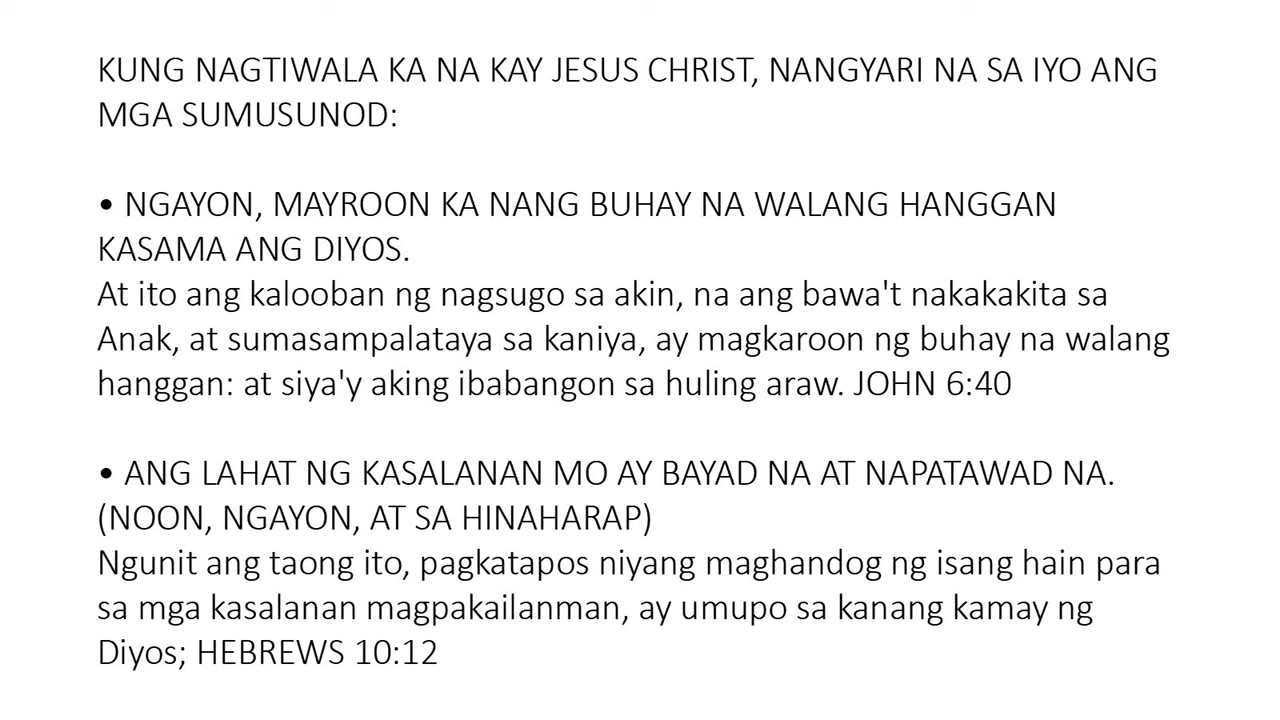 KUNG NAGTIWALA KA NA KAY JESUS CHRIST, NANGYARI NA SA IYO ANG
MGA SUMUSUNOD:
• NGAYON, MAYROON KA NANG BUHAY NA WALANG HANGGAN
KASAMA ANG DIYOS.
At ito ang kalooban ng nagsugo sa akin, na ang bawa't nakakakita sa
Anak, at sumasampalataya sa kaniya, ay magkaroon ng buhay na walang
hanggan: at siya'y aking ibabangon sa huling araw. JOHN 6:40
• ANG LAHAT NG KASALANAN MO AY BAYAD NA AT NAPATAWAD NA.
(NOON, NGAYON, AT SA HINAHARAP)
Ngunit ang taong ito, pagkatapos niyang maghandog ng isang hain para
sa mga kasalanan magpakailanman, ay umupo sa kanang kamay ng
Diyos; HEBREWS 10:12